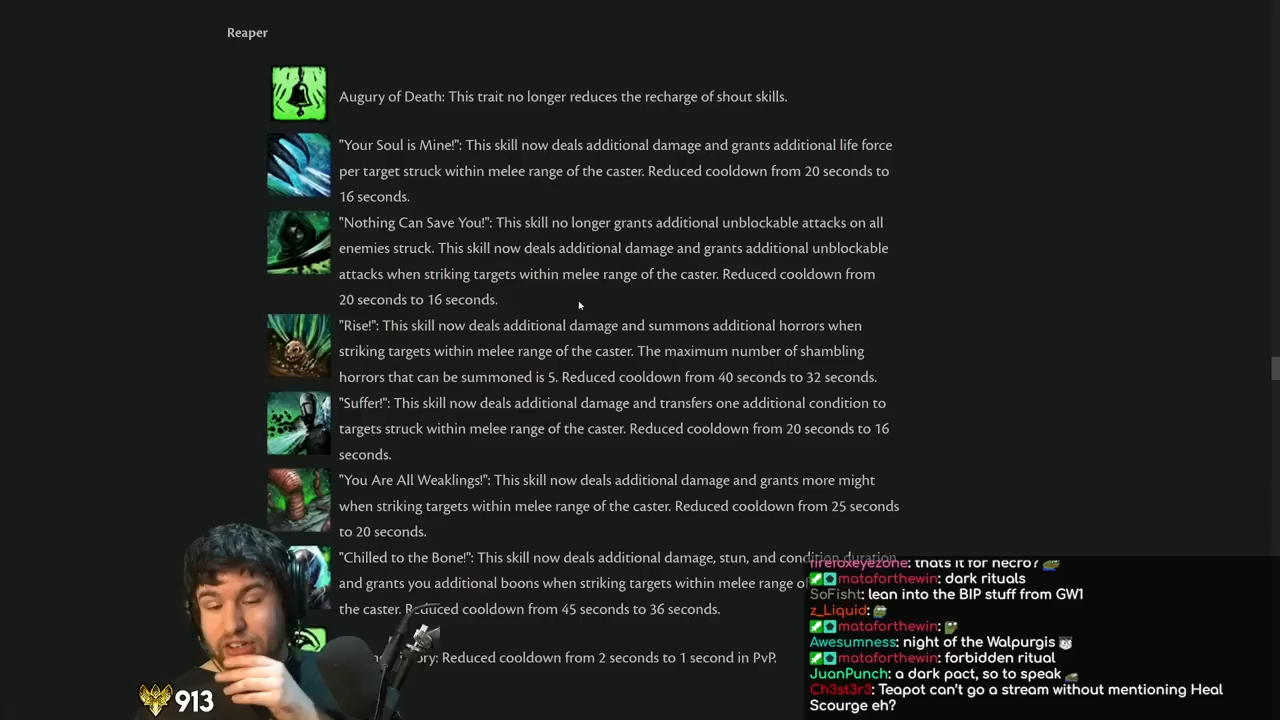 Reaper
Augury of Death: This trait no longer reduces the recharge of shout skills.
"Your Soul is Mine!": This skill now deals additional damage and grants additional life force
per target struck within melee range of the caster. Reduced cooldown from 20 seconds to
16 seconds.
"Nothing Can Save You!": This skill no longer grants additional unblockable attacks on all
enemies struck. This skill now deals additional damage and grants additional unblockable
attacks when striking targets within melee range of the caster. Reduced cooldown from
20 seconds to 16 seconds.
"Rise!": This skill now deals additional damage and summons additional horrors when
striking targets within melee range of the caster. The maximum number of shambling
horrors that can be summoned is 5. Reduced cooldown from 40 seconds to 32 seconds.
"Suffer!": This skill now deals additional damage and transfers one additional condition to
targets struck within melee range of the caster. Reduced cooldown from 20 seconds to 16
seconds.
"You Are All Weaklings!": This skill now deals additional damage and grants more might
when striking targets within melee range of the caster. Reduced cooldown from 25 seconds
to 20 seconds.
"Chilled to the Bone!": This skill now deals additional damage, stun, and condition duration
and grants you additional boons when striking targets within melee range of
the caster. Reduced cooldown from 45 seconds to 36 seconds.
Reduced cooldown from 2 seconds to 1 second in PvP.
913
fireroxeyezone: thats it for necro?
mataforthewin: dark rituals
SoFisht: lean into the BIP stuff from GW1
z_Liquid:
mataforthewin:
Awesumness: night of the Walpurgis
mataforthewin: forbidden ritual
JuanPunch: a dark pact, so to speak
Ch3st3r3: Teapot can't go a stream without mentioning Heal
Scourge eh?